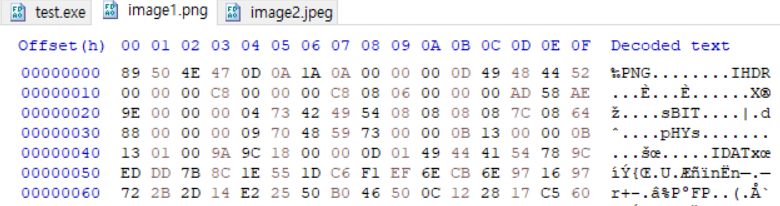 test.exe image1.png image2.jpeg
Offset(h) 00 01 02 03 04 05 06 07 08 09 0A 0B 0C 0D 0E 0F Decoded text
00000000 89 50 4E 47 0D 0A 1A 0A 00 00 00 0D 49 48 44 52 ‰PNG........IHDR
00000010 00 00 00 C8 00 00 00 C8 08 06 00 00 00 AD 58 AE ...È...È......X®
00000020 9E 00 00 00 04 73 42 49 54 08 08 08 08 7C 08 64 ž....sBIT....|.d
00000030 88 00 00 00 09 70 48 59 73 00 00 0B 13 00 00 0B ˆ....pHYs.......
00000040 13 01 00 9A 9C 18 00 00 0D 01 49 44 41 54 78 9C ...šœ.....IDATxœ
00000050 ED DD 7B 8C 1E 55 1D C6 F1 EF 6E CB 6E 97 16 97 íÝ{Œ.U.ÆñïnËn—.—
00000060 72 2B 2D 14 E2 25 50 B0 46 50 0C 12 28 17 C5 60 r+-.â%P°FP..(.Å`